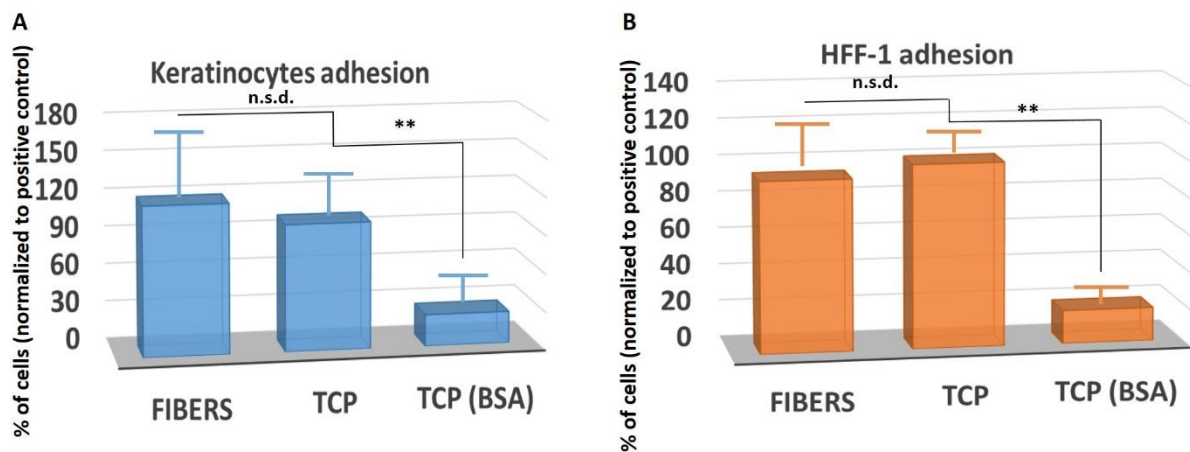 A
Keratinocytes adhesion
% of cells (normalized to positive control)
n.s.d.
**
180
150
120
90
60
30
0
FIBERS
TCP
TCP (BSA)
B
HFF-1 adhesion
% of cells (normalized to positive control)
n.s.d.
**
140
120
100
80
60
40
20
0
FIBERS
TCP
TCP (BSA)